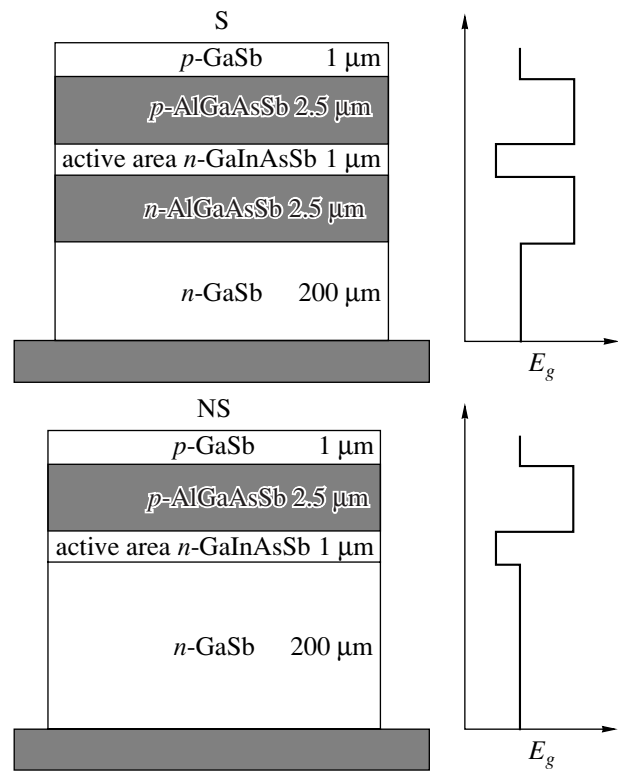 S
p-GaSb 1 μm
p-AlGaAsSb 2.5 μm
active area n-GaInAsSb 1 μm
n-AlGaAsSb 2.5 μm
n-GaSb 200 μm
E_g
NS
p-GaSb 1 μm
p-AlGaAsSb 2.5 μm
active area n-GaInAsSb 1 μm
n-GaSb 200 μm
E_g